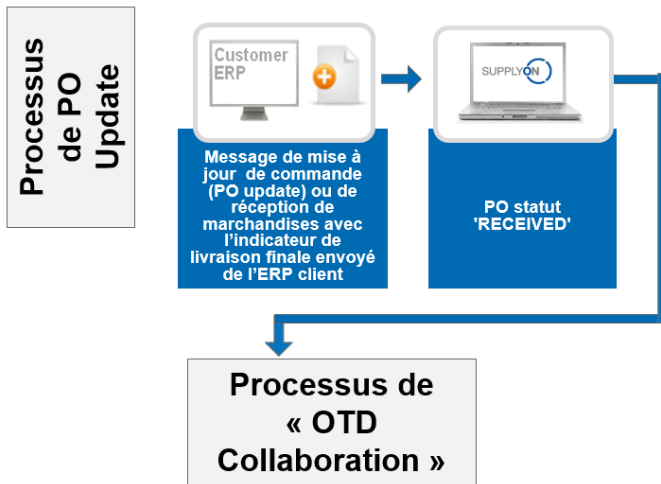 Processus
de PO
Update
Customer
ERP
SUPPLYON
Message de mise à
jour de commande
(PO update) ou de
réception de
marchandises avec
l’indicateur de
livraison finale envoyé
de l’ERP client
PO statut
'RECEIVED'
Processus de
« OTD
Collaboration »